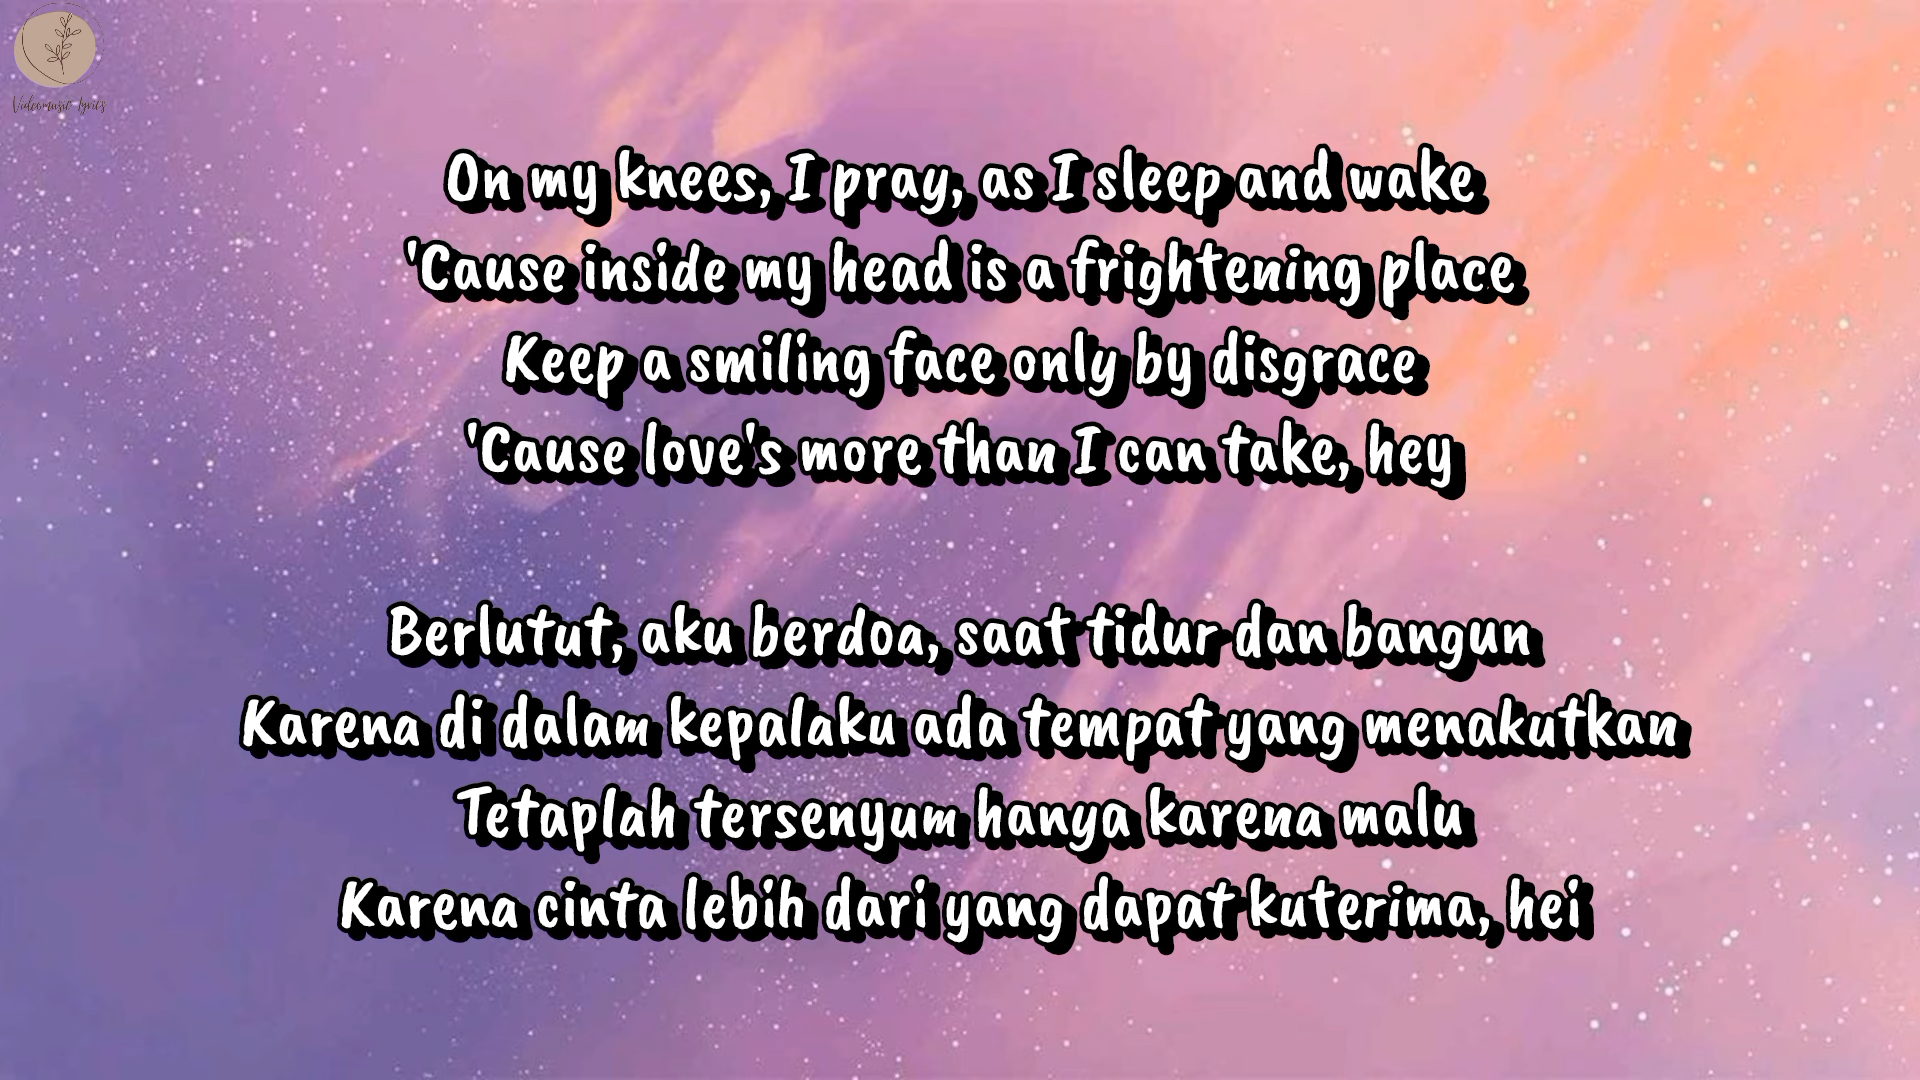 Videomusic lyrics
On my knees, I pray, as I sleep and wake
'Cause inside my head is a frightening place
Keep a smiling face only by disgrace
'Cause love's more than I can take, hey
Berlutut, aku berdoa, saat tidur dan bangun
Karena di dalam kepalaku ada tempat yang menakutkan
Tetaplah tersenyum hanya karena malu
Karena cinta lebih dari yang dapat kuterima, hei